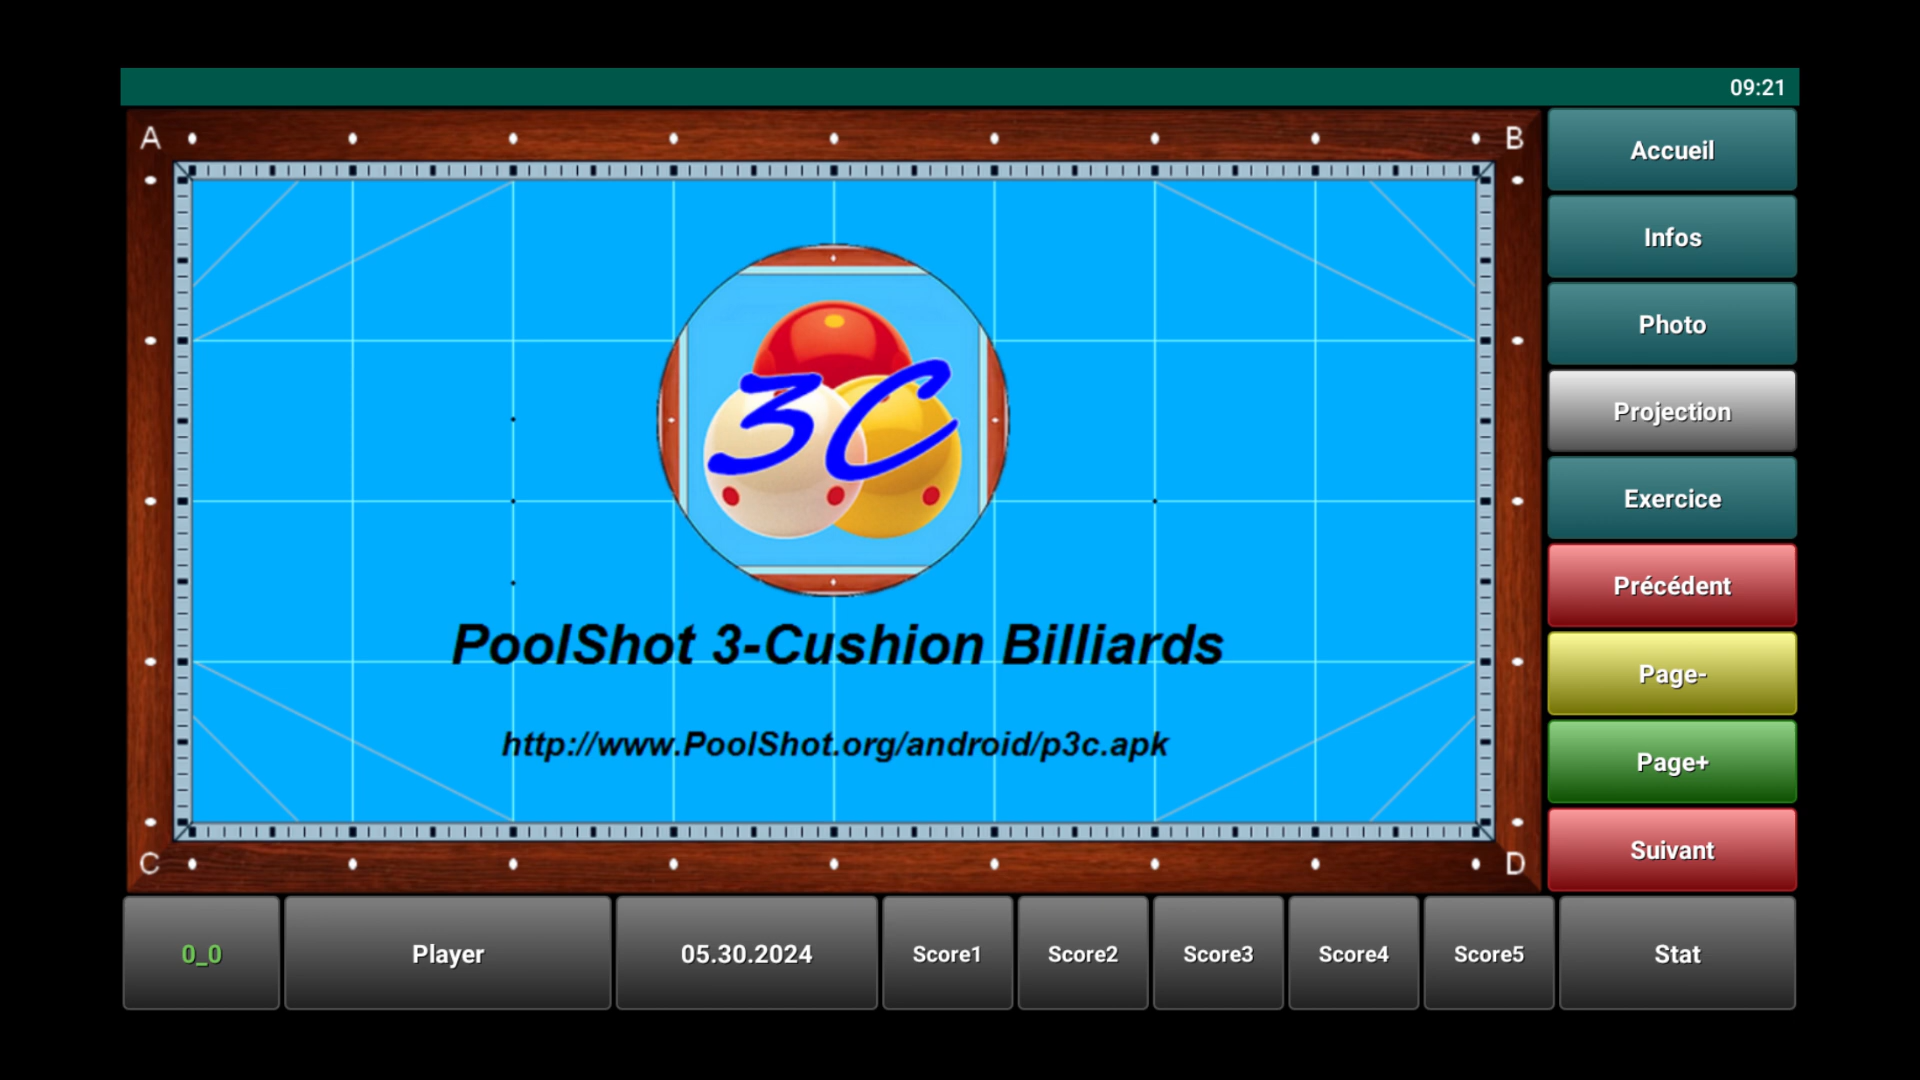 09:21
A
B
Accueil
Infos
Photo
3C
Projection
Exercice
Précédent
PoolShot 3-Cushion Billiards
Page-
http://www.PoolShot.org/android/p3c.apk
Page+
Suivant
C
D
0_0
Player
05.30.2024
Score1
Score2
Score3
Score4
Score5
Stat